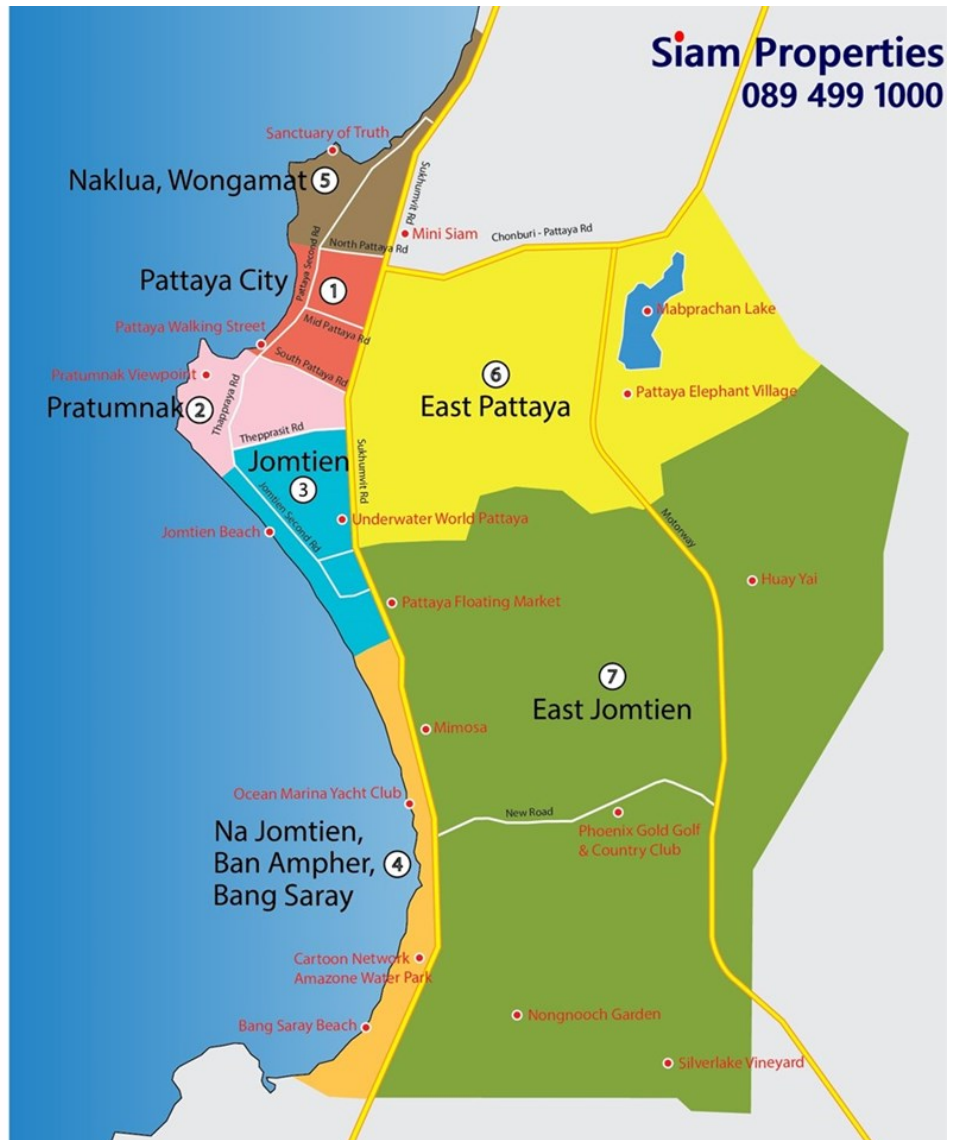 Siam Properties
089 499 1000
Sanctuary of Truth
Naklua, Wongamat
5
Sukhumvit Rd
Mini Siam
Chonburi - Pattaya Rd
North Pattaya Rd
Pattaya Second Rd
Pattaya City
1
Mabprachan Lake
Mid Pattaya Rd
Pattaya Walking Street
South Pattaya Rd
Pratumnak Viewpoint
6
East Pattaya
Pattaya Elephant Village
Pratumnak
2
Thappraya Rd
Thepprasit Rd
Jomtien
3
Sukhumvit Rd
Jomtien Second Rd
Underwater World Pattaya
Jomtien Beach
Motorway
Huay Yai
Pattaya Floating Market
7
East Jomtien
Mimosa
Ocean Marina Yacht Club
New Road
Phoenix Gold Golf
& Country Club
Na Jomtien,
Ban Ampher,
Bang Saray
4
Cartoon Network
Amazone Water Park
Bang Saray Beach
Nongnooch Garden
Silverlake Vineyard